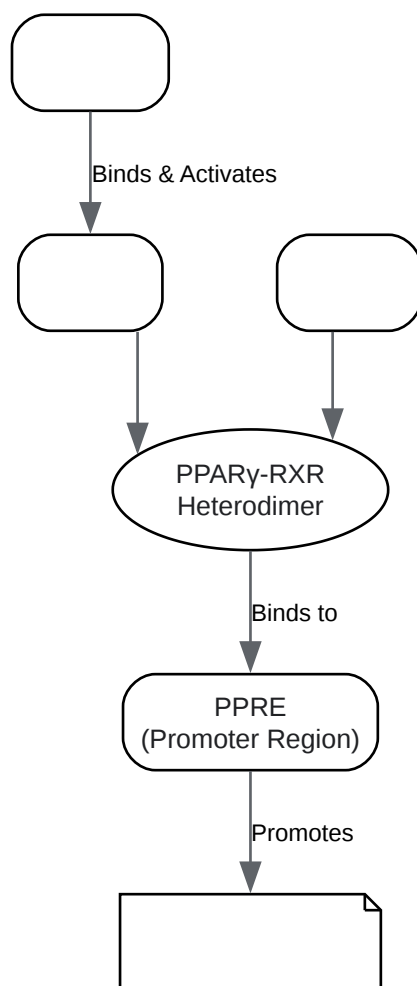 Binds & Activates
PPARγ-RXR
Heterodimer
Binds to
PPRE
(Promoter Region)
Promotes